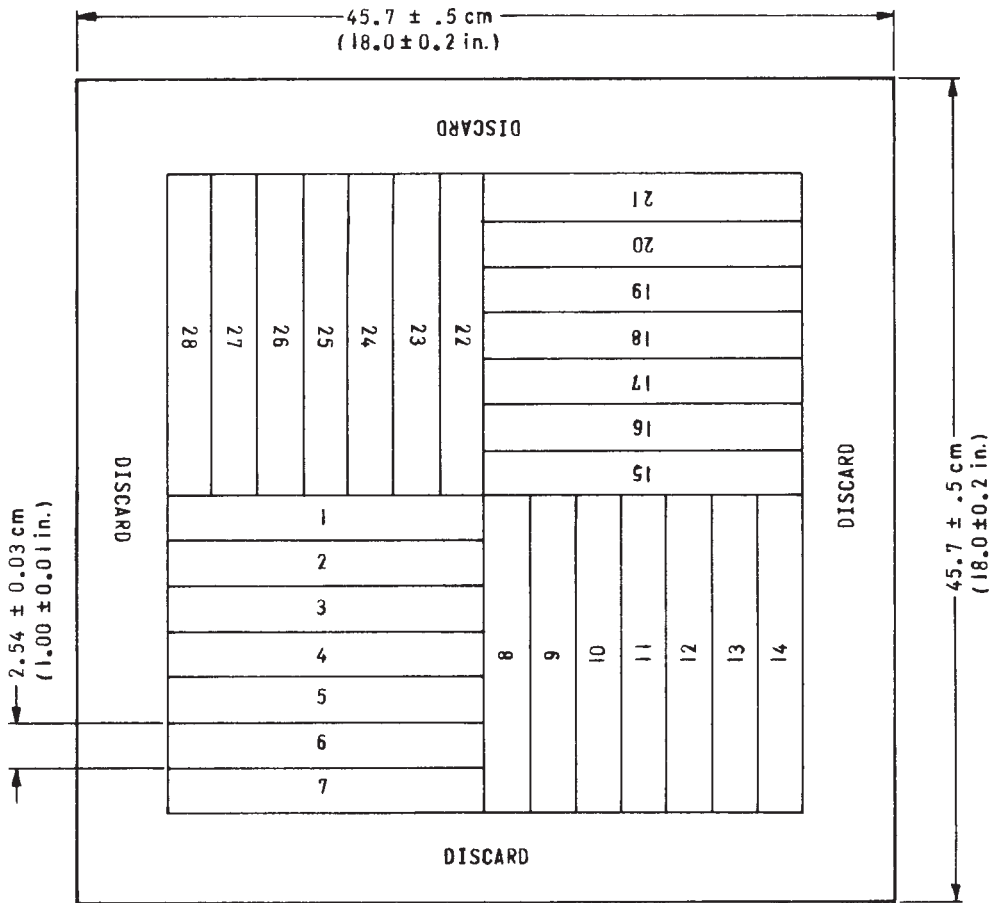 45.7 ± .5 cm
(18.0 ± 0.2 in.)
DISCARD
28 27 26 25 24 23 22
21
20
19
18
17
16
15
DISCARD
DISCARD
1
2
3
4
5
6
7
8 9 10 11 12 13 14
2.54 ± 0.03 cm
(1.00 ± 0.01 in.)
45.7 ± .5 cm
(18.0 ± 0.2 in.)
DISCARD